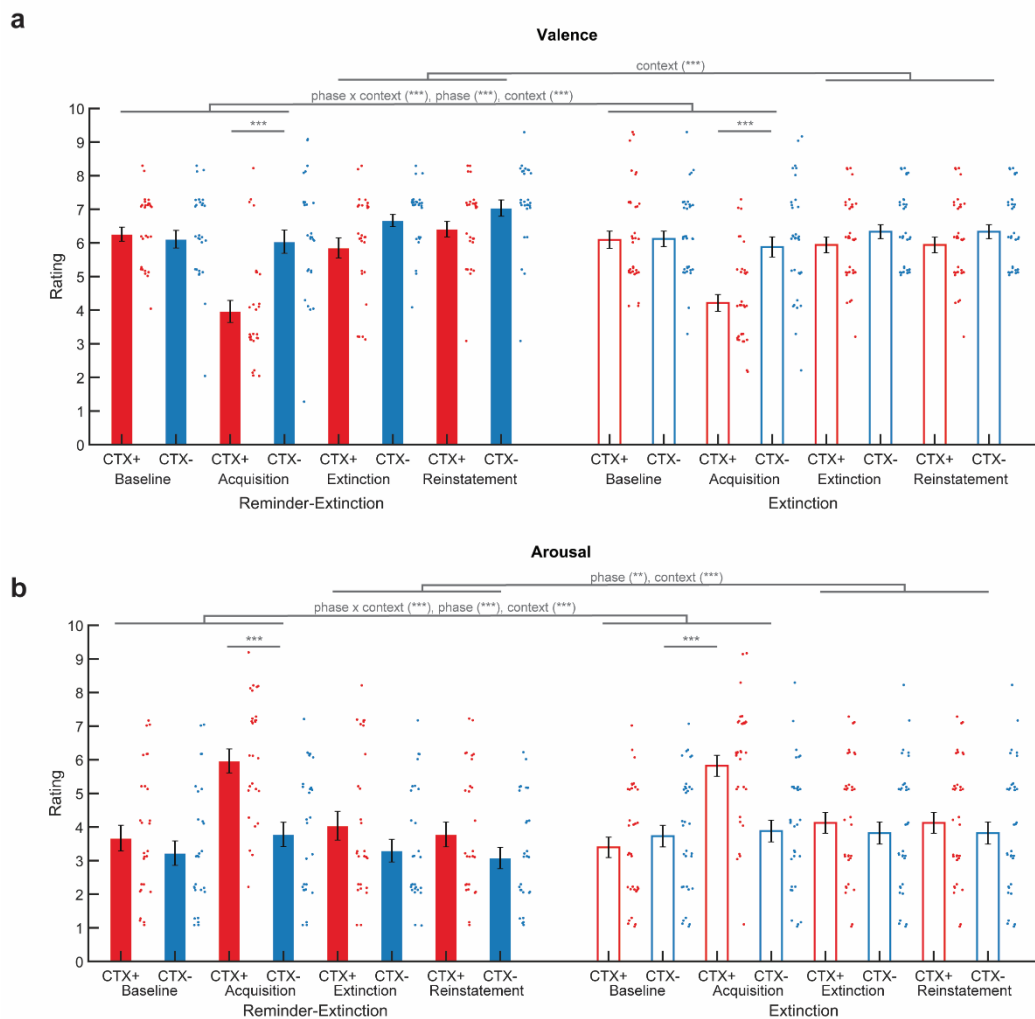 a
Valence
context (***)
phase x context (***), phase (***), context (***)
*** ***
10
9
8
7
6
5
4
3
2
1
0
Rating
CTX+ CTX- CTX+ CTX- CTX+ CTX- CTX+ CTX- CTX+ CTX- CTX+ CTX- CTX+ CTX- CTX+ CTX-
Baseline Acquisition Extinction Reinstatement Baseline Acquisition Extinction Reinstatement
Reminder-Extinction Extinction
Arousal
b
phase (**), context (***)
phase x context (***), phase (***), context (***)
*** ***
10
9
8
7
6
5
4
3
2
1
0
Rating
CTX+ CTX- CTX+ CTX- CTX+ CTX- CTX+ CTX- CTX+ CTX- CTX+ CTX- CTX+ CTX- CTX+ CTX-
Baseline Acquisition Extinction Reinstatement Baseline Acquisition Extinction Reinstatement
Reminder-Extinction Extinction